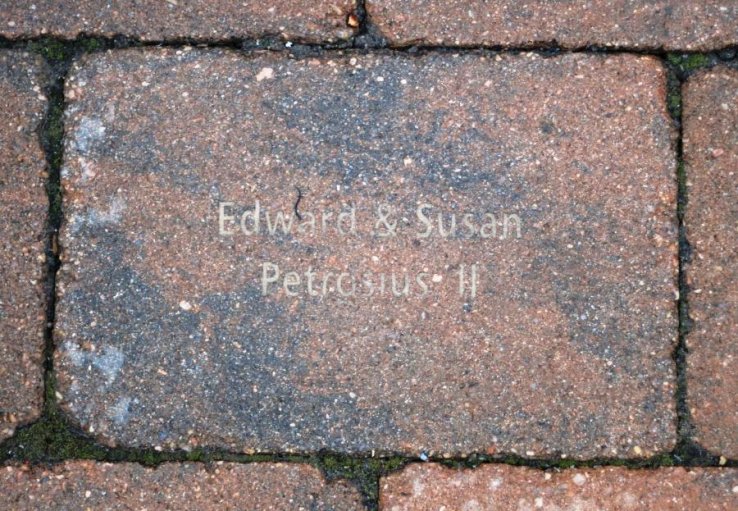 Edward & Susan
Petrosius II